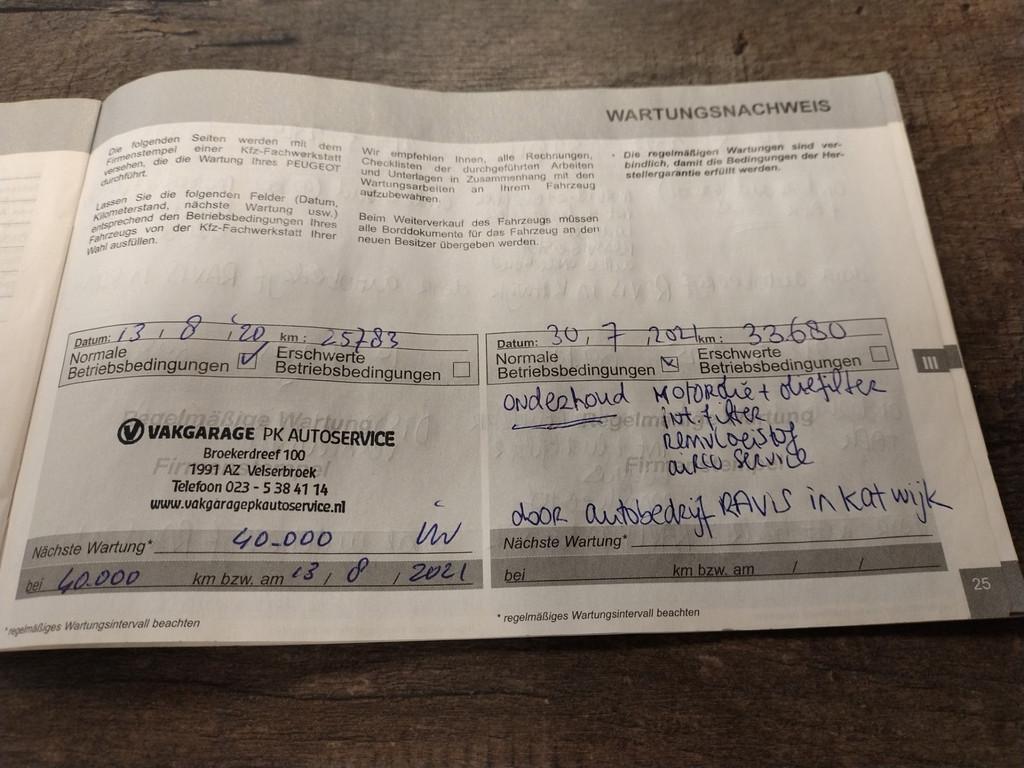 WARTUNGSNACHWEIS
Die folgenden Seiten werden mit dem
Firmenstempel einer Kfz-Fachwerkstatt
versehen, die die Wartung Ihres PEUGEOT
durchführt.
Lassen Sie die folgenden Felder (Datum,
Kilometerstand, nächste Wartung usw.)
entsprechend den Betriebsbedingungen Ihres
Fahrzeugs von der Kfz-Fachwerkstatt Ihrer
Wahl ausfüllen.
Wir empfehlen Ihnen, alle Rechnungen,
Checklisten der durchgeführten Arbeiten
und Unterlagen in Zusammenhang mit den
Wartungsarbeiten an Ihrem Fahrzeug
aufzubewahren.
Beim Weiterverkauf des Fahrzeugs müssen
alle Borddokumente für das Fahrzeug an den
neuen Besitzer übergeben werden.
• Die regelmäßigen Wartungen sind ver-
bindlich, damit die Bedingungen der Her-
stellergarantie erfüllt werden.
Datum: 13 / 8 / '20 km: 25783
Normale Betriebsbedingungen
Erschwerte Betriebsbedingungen
Regelmäßige Wartung
VAKGARAGE PK AUTOSERVICE
Broekerdreef 100
1991 AZ Velserbroek
Telefoon 023 - 5 38 41 14
www.vakgaragepkautoservice.nl
Nächste Wartung* 40.000
bei 40.000 km bzw. am 13 / 8 / 2021
*regelmäßiges Wartungsintervall beachten
Datum: 30 / 7 / 2021 km: 33.680
Normale Betriebsbedingungen
Erschwerte Betriebsbedingungen
onderhoud motorolie + oliefilter
int. filter
remvloeistof
airco service
door autobedrijf RAVIS in Katwijk
Nächste Wartung*
bei km bzw. am / /
* regelmäßiges Wartungsintervall beachten
III
25